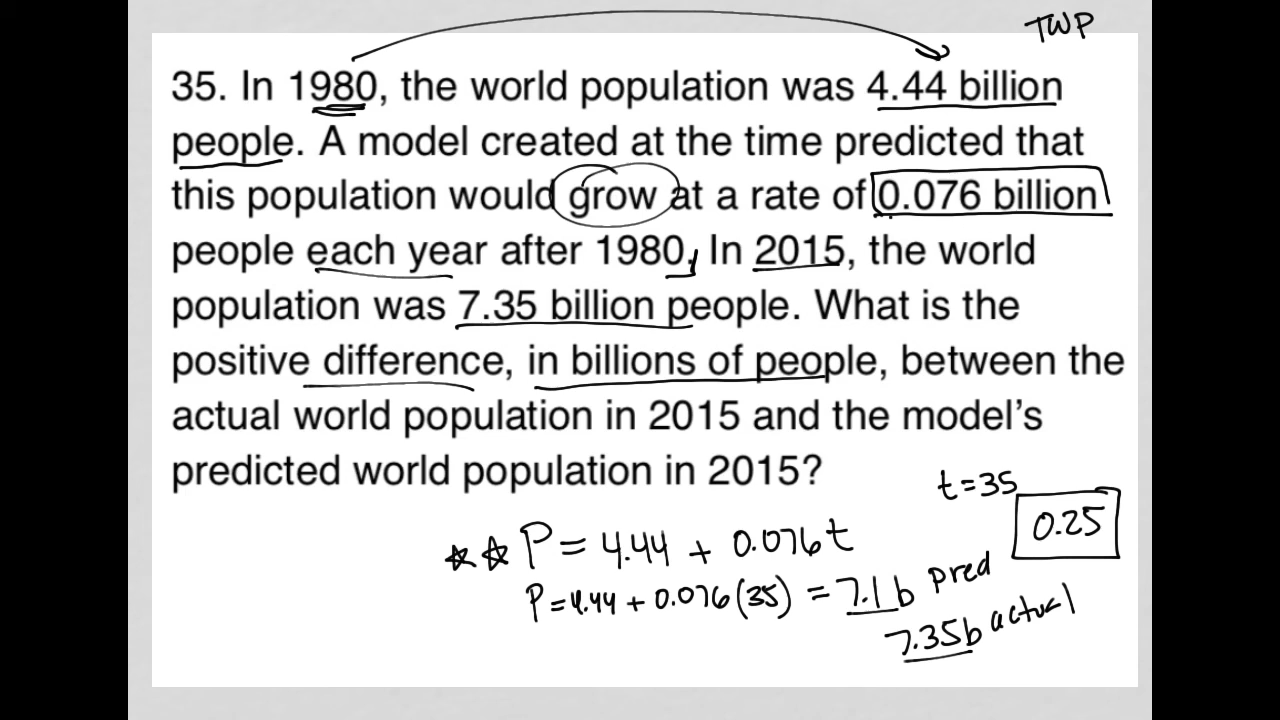 TWP
35. In 1980, the world population was 4.44 billion
people. A model created at the time predicted that
this population would grow at a rate of 0.076 billion
people each year after 1980. In 2015, the world
population was 7.35 billion people. What is the
positive difference, in billions of people, between the
actual world population in 2015 and the model’s
predicted world population in 2015?
t=35
0.25
P = 4.44 + 0.076t
P=4.44 + 0.076(35) = 7.1b pred
7.35b actual